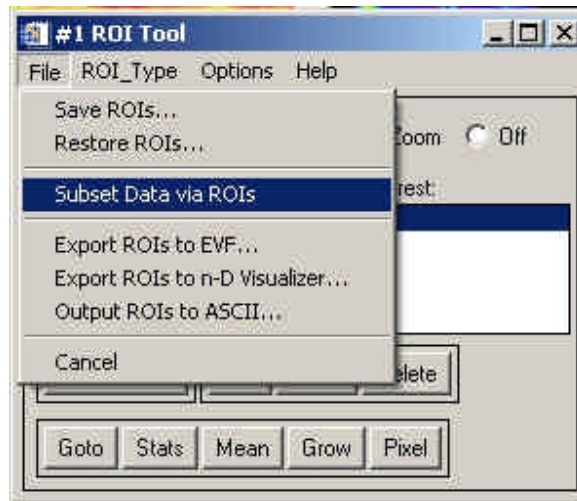 #1 ROI Tool
File ROI_Type Options Help
Save ROIs...
Restore ROIs...
Zoom Off
Subset Data via ROIs
rest:
Export ROIs to EVF...
Export ROIs to n-D Visualizer...
Output ROIs to ASCII...
Cancel
elete
Goto Stats Mean Grow Pixel